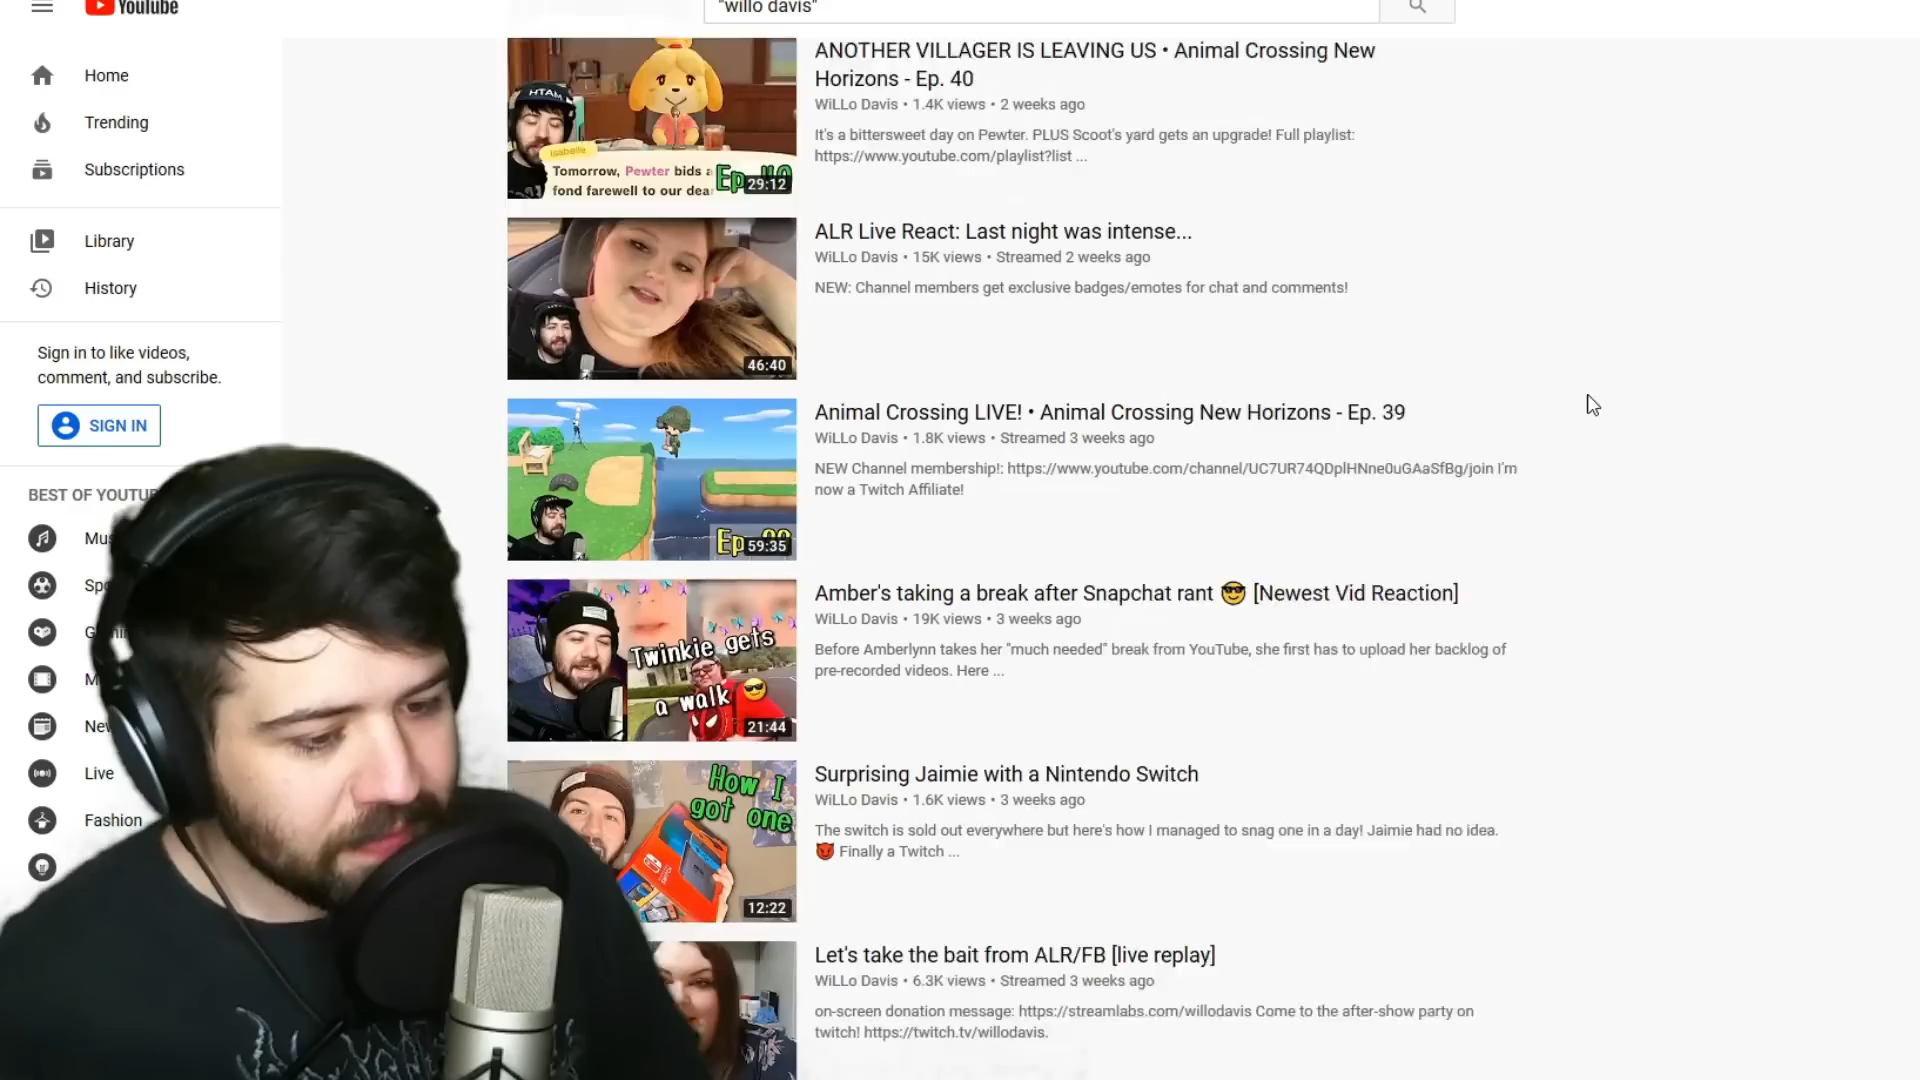 YouTube
"willo davis"
Home
Trending
Subscriptions
Library
History
Sign in to like videos,
comment, and subscribe.
SIGN IN
BEST OF YOUTU
Mu
Sp
New
Live
Fashion
HTAM
Isabelle
Tomorrow, Pewter bids a
fond farewell to our dea
Ep. 40
29:12
ANOTHER VILLAGER IS LEAVING US • Animal Crossing New
Horizons - Ep. 40
WiLLo Davis • 1.4K views • 2 weeks ago
It's a bittersweet day on Pewter. PLUS Scoot's yard gets an upgrade! Full playlist:
https://www.youtube.com/playlist?list ...
46:40
ALR Live React: Last night was intense...
WiLLo Davis • 15K views • Streamed 2 weeks ago
NEW: Channel members get exclusive badges/emotes for chat and comments!
Ep
59:35
Animal Crossing LIVE! • Animal Crossing New Horizons - Ep. 39
WiLLo Davis • 1.8K views • Streamed 3 weeks ago
NEW Channel membership!: https://www.youtube.com/channel/UC7UR74QDplHNne0uGAaSfBg/join I'm
now a Twitch Affiliate!
Twinkie gets
a walk 😎
21:44
Amber's taking a break after Snapchat rant 😎 [Newest Vid Reaction]
WiLLo Davis • 19K views • 3 weeks ago
Before Amberlynn takes her "much needed" break from YouTube, she first has to upload her backlog of
pre-recorded videos. Here ...
How I
got one
12:22
Surprising Jaimie with a Nintendo Switch
WiLLo Davis • 1.6K views • 3 weeks ago
The switch is sold out everywhere but here's how I managed to snag one in a day! Jaimie had no idea.
😈 Finally a Twitch ...
Let's take the bait from ALR/FB [live replay]
WiLLo Davis • 6.3K views • Streamed 3 weeks ago
on-screen donation message: https://streamlabs.com/willodavis Come to the after-show party on
twitch! https://twitch.tv/willodavis.